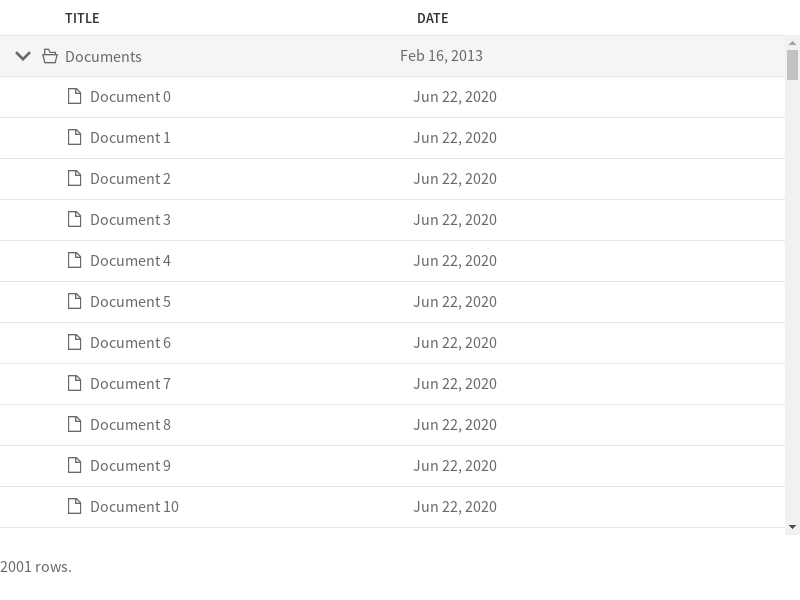 TITLE DATE
Documents Feb 16, 2013
Document 0 Jun 22, 2020
Document 1 Jun 22, 2020
Document 2 Jun 22, 2020
Document 3 Jun 22, 2020
Document 4 Jun 22, 2020
Document 5 Jun 22, 2020
Document 6 Jun 22, 2020
Document 7 Jun 22, 2020
Document 8 Jun 22, 2020
Document 9 Jun 22, 2020
Document 10 Jun 22, 2020
2001 rows.